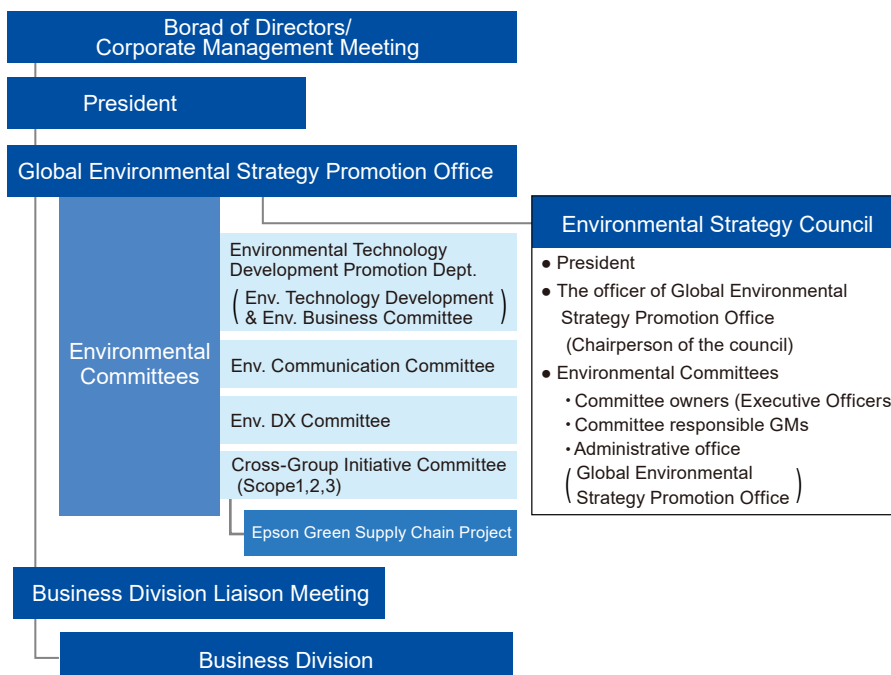 Borad of Directors/
Corporate Management Meeting
President
Global Environmental Strategy Promotion Office
Environmental
Committees
Environmental Technology
Development Promotion Dept.
(Env. Technology Development
& Env. Business Committee)
Env. Communication Committee
Env. DX Committee
Cross-Group Initiative Committee
(Scope1,2,3)
Epson Green Supply Chain Project
Environmental Strategy Council
● President
● The officer of Global Environmental
Strategy Promotion Office
(Chairperson of the council)
● Environmental Committees
・Committee owners (Executive Officers
・Committee responsible GMs
・Administrative office
(Global Environmental
Strategy Promotion Office)
Business Division Liaison Meeting
Business Division